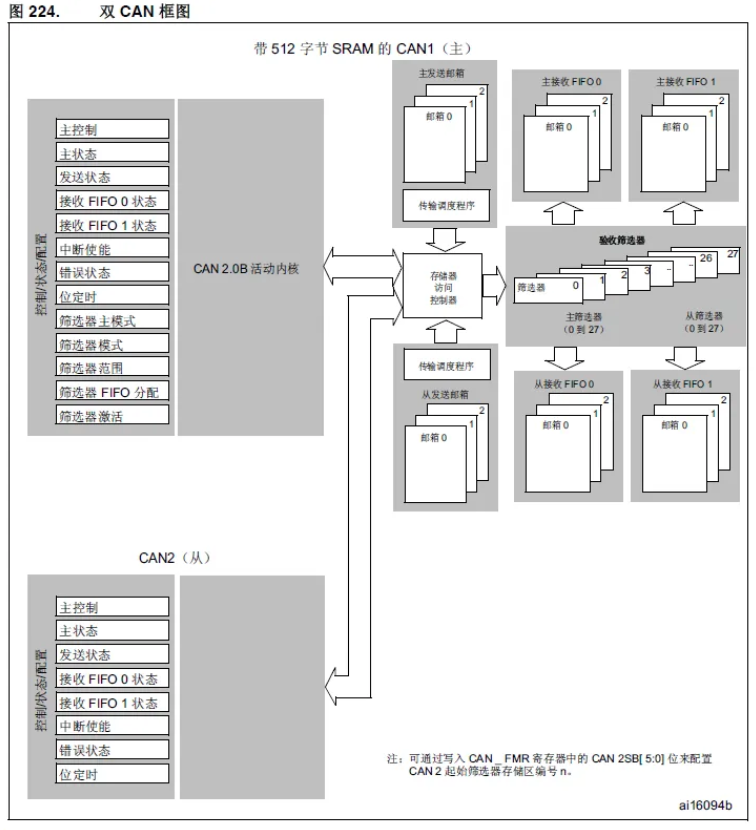 图 224. 双 CAN 框图
带 512 字节 SRAM 的 CAN1（主）
控制/状态/配置
主控制
主状态
发送状态
接收 FIFO 0 状态
接收 FIFO 1 状态
中断使能
错误状态
位定时
筛选器主模式
筛选器模式
筛选器范围
筛选器 FIFO 分配
筛选器激活
CAN 2.0B 活动内核
主发送邮箱
2
1
邮箱 0
传输调度程序
主接收 FIFO 0
2
1
邮箱 0
主接收 FIFO 1
2
1
邮箱 0
存储器
访问
控制器
验收筛选器
筛选器 0 1 2 3 – – 26 27
主筛选器
（0 到 27）
从筛选器
（0 到 27）
传输调度程序
从发送邮箱
2
1
邮箱 0
从接收 FIFO 0
2
1
邮箱 0
从接收 FIFO 1
2
1
邮箱 0
CAN2（从）
控制/状态/配置
主控制
主状态
发送状态
接收 FIFO 0 状态
接收 FIFO 1 状态
中断使能
错误状态
位定时
注：可通过写入 CAN _ FMR 寄存器中的 CAN 2SB[ 5:0] 位来配置
CAN 2 起始筛选器存储区编号 n。
ai16094b